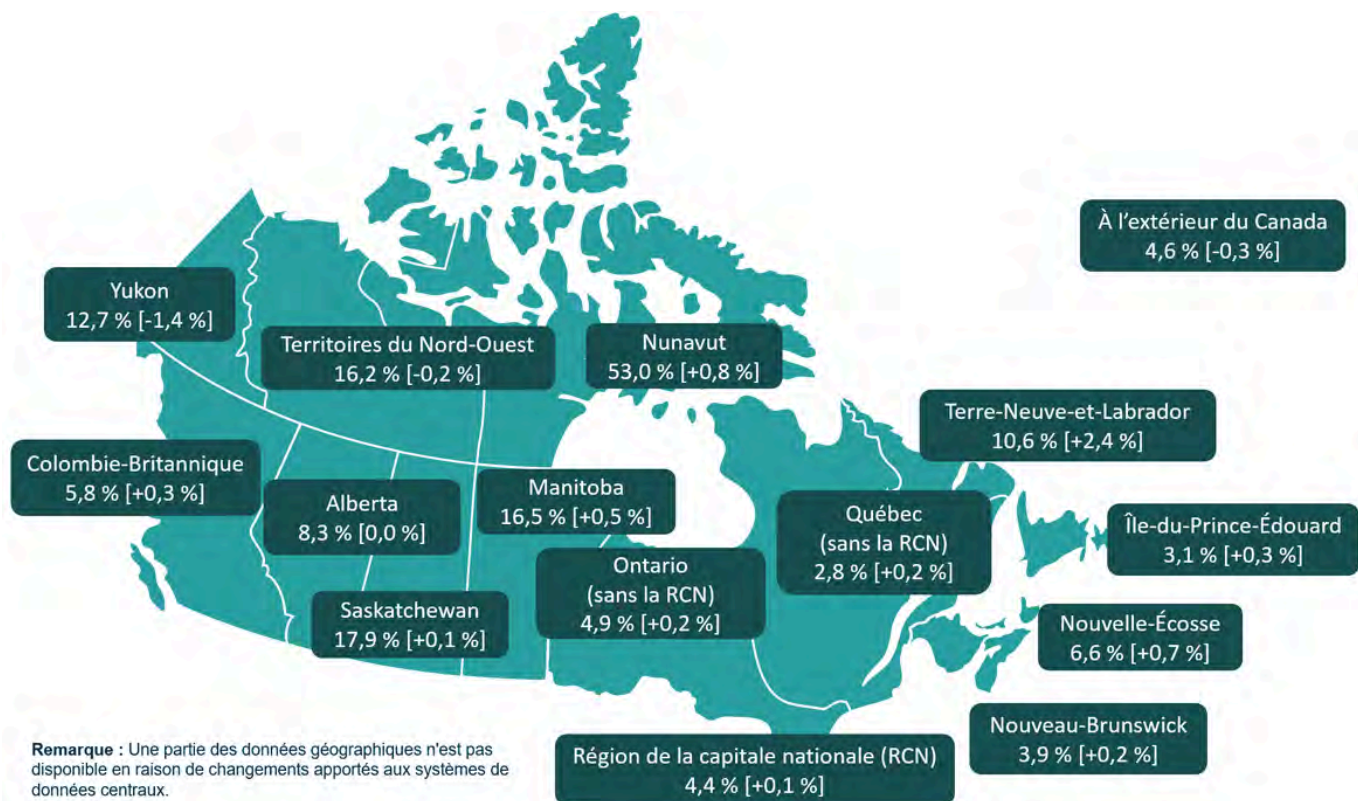 À l'extérieur du Canada
4,6 % [-0,3 %]
Yukon
12,7 % [-1,4 %]
Territoires du Nord-Ouest
16,2 % [-0,2 %]
Nunavut
53,0 % [+0,8 %]
Terre-Neuve-et-Labrador
10,6 % [+2,4 %]
Colombie-Britannique
5,8 % [+0,3 %]
Alberta
8,3 % [0,0 %]
Manitoba
16,5 % [+0,5 %]
Québec
(sans la RCN)
2,8 % [+0,2 %]
Île-du-Prince-Édouard
3,1 % [+0,3 %]
Ontario
(sans la RCN)
4,9 % [+0,2 %]
Saskatchewan
17,9 % [+0,1 %]
Nouvelle-Écosse
6,6 % [+0,7 %]
Nouveau-Brunswick
3,9 % [+0,2 %]
Région de la capitale nationale (RCN)
4,4 % [+0,1 %]
Remarque : Une partie des données géographiques n'est pas
disponible en raison de changements apportés aux systèmes de
données centraux.